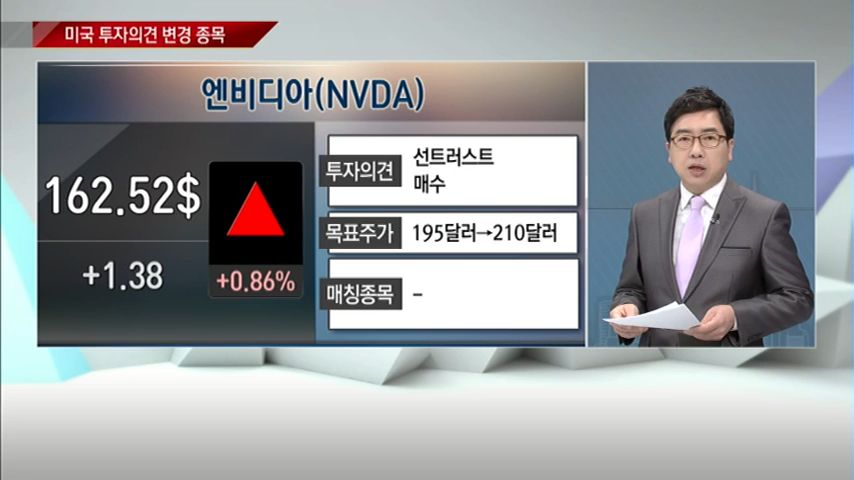 미국 투자의견 변경 종목
엔비디아(NVDA)
162.52$
+1.38
+0.86%
투자의견
선트러스트
매수
목표주가
195달러→210달러
매칭종목
-